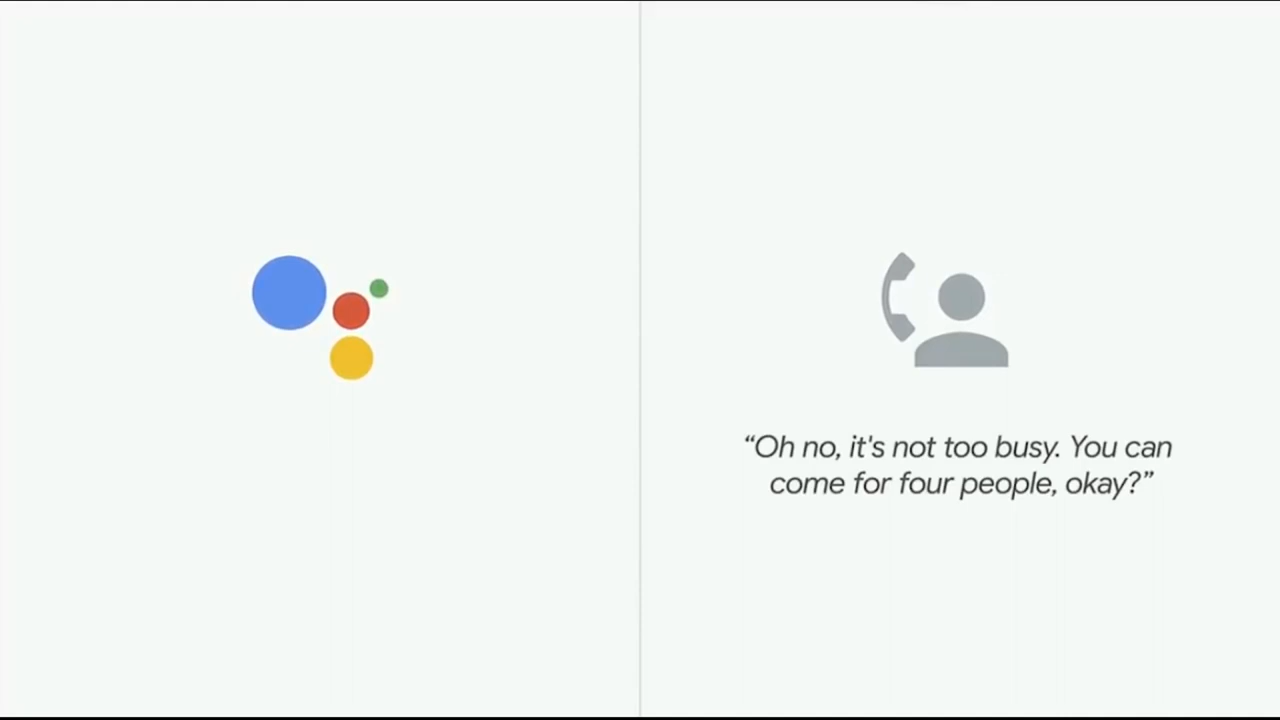 “Oh no, it's not too busy. You can
come for four people, okay?”